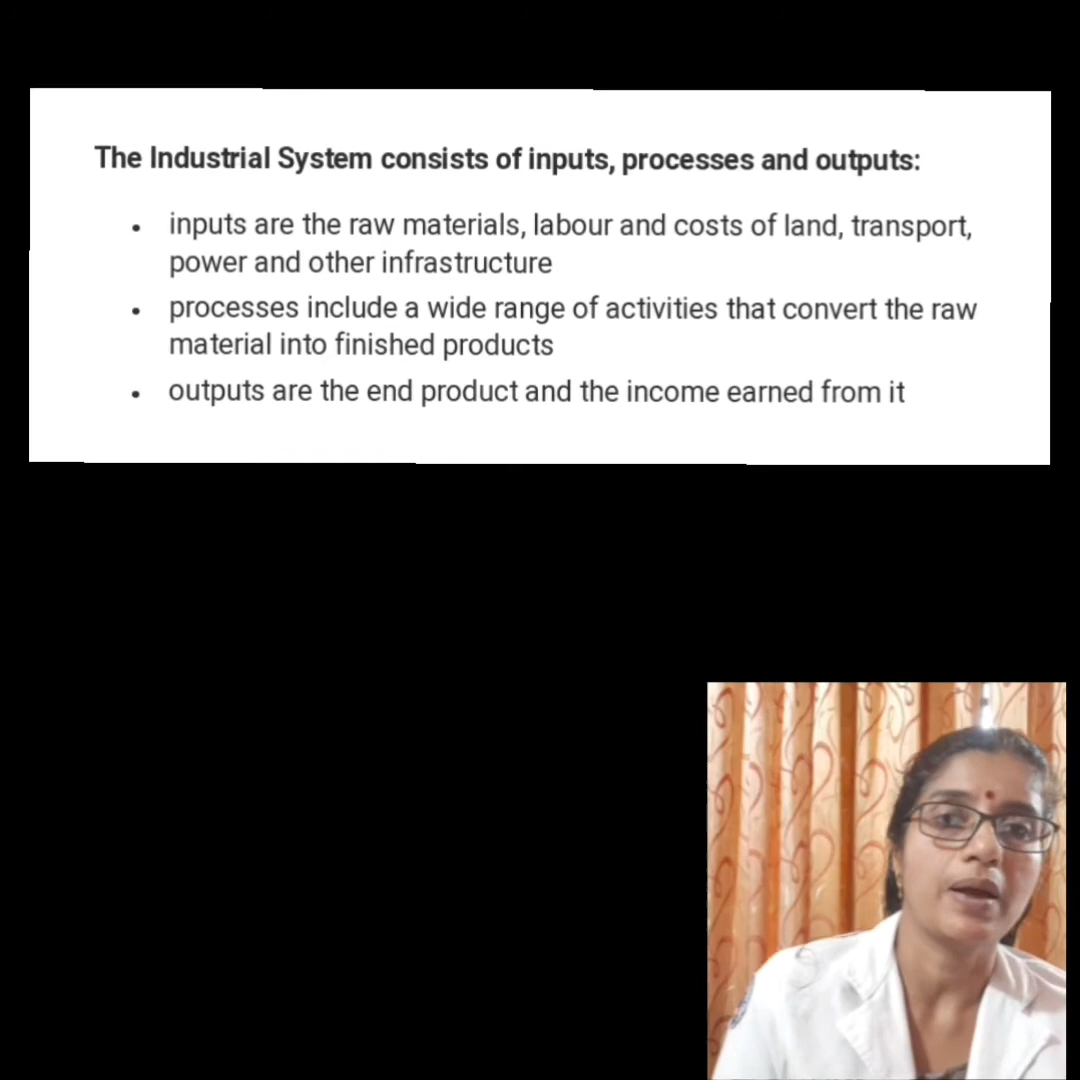 The Industrial System consists of inputs, processes and outputs:
• inputs are the raw materials, labour and costs of land, transport,
power and other infrastructure
• processes include a wide range of activities that convert the raw
material into finished products
• outputs are the end product and the income earned from it